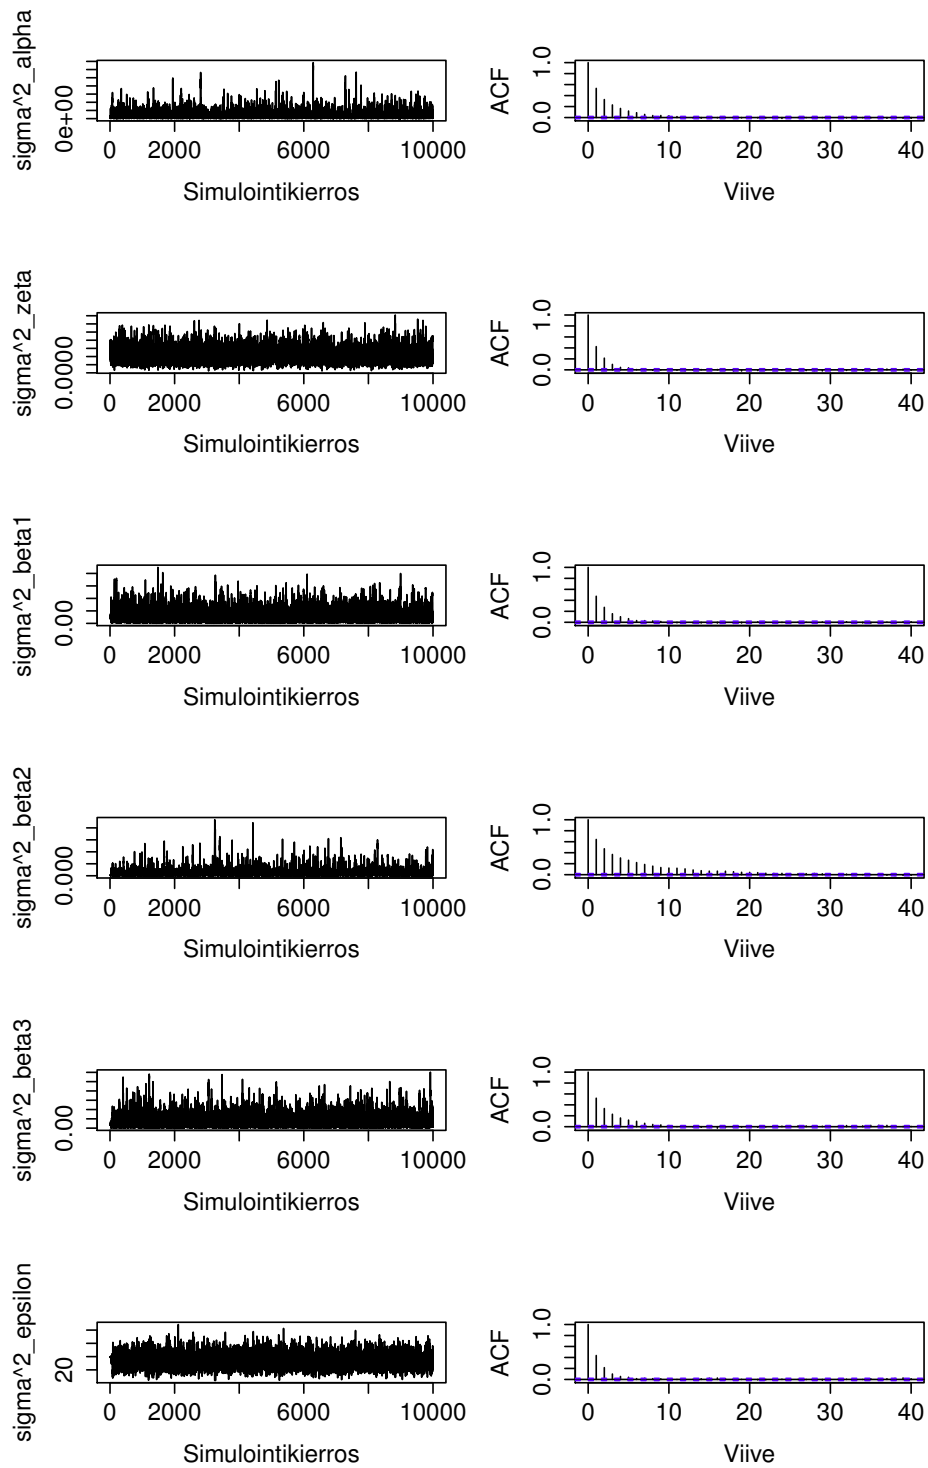 sigma^2_alpha
0e+00
0 2000 6000 10000
Simulointikierros
ACF
0.0 1.0
0 10 20 30 40
Viive
sigma^2_zeta
0.0000
0 2000 6000 10000
Simulointikierros
ACF
0.0 1.0
0 10 20 30 40
Viive
sigma^2_beta1
0.00
0 2000 6000 10000
Simulointikierros
ACF
0.0 1.0
0 10 20 30 40
Viive
sigma^2_beta2
0.000
0 2000 6000 10000
Simulointikierros
ACF
0.0 1.0
0 10 20 30 40
Viive
sigma^2_beta3
0.00
0 2000 6000 10000
Simulointikierros
ACF
0.0 1.0
0 10 20 30 40
Viive
sigma^2_epsilon
20
0 2000 6000 10000
Simulointikierros
ACF
0.0 1.0
0 10 20 30 40
Viive